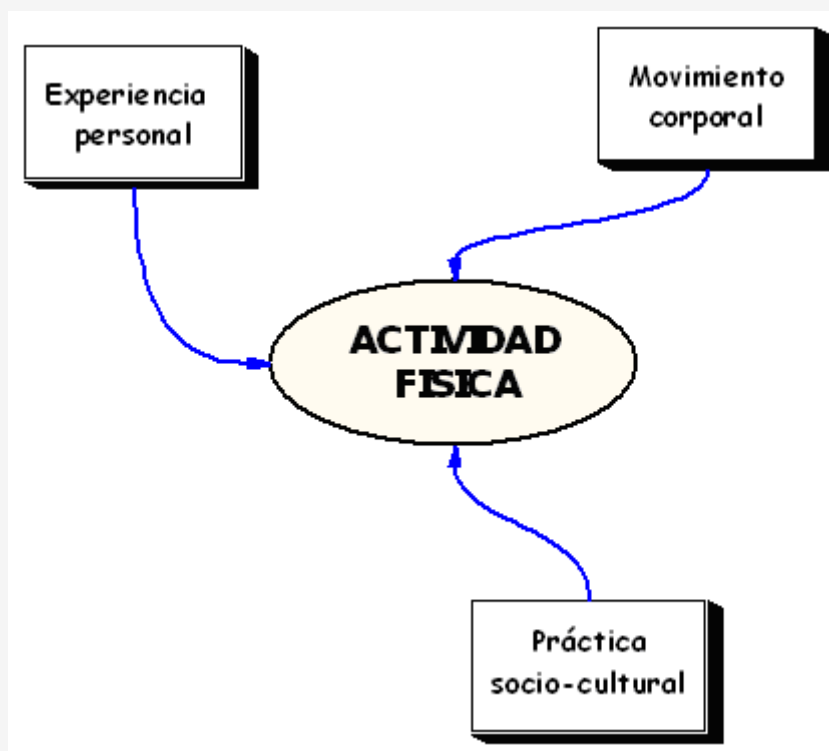 Experiencia
personal
Movimiento
corporal
ACTIVIDAD
FISICA
Práctica
socio-cultural